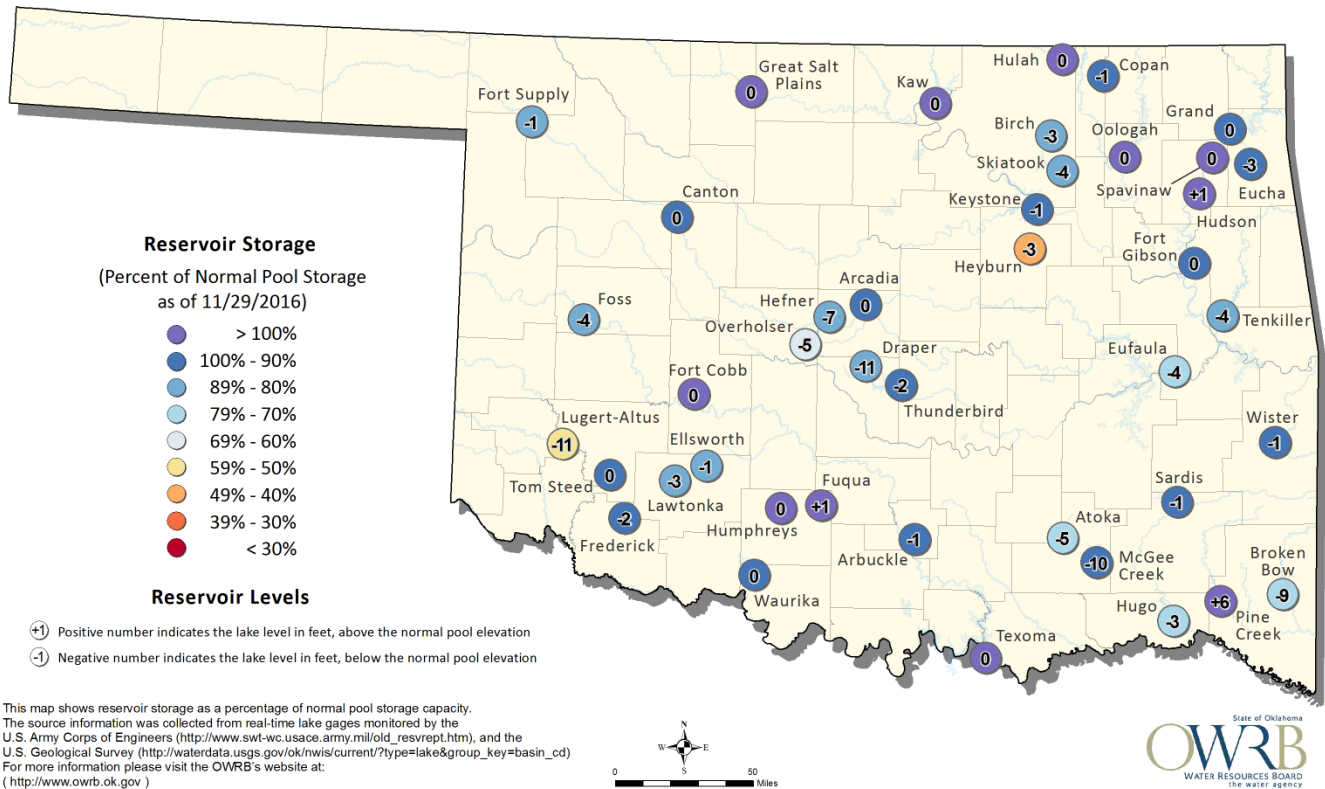 Hulah
0
Copan
-1
Great Salt
Plains
0
Kaw
0
Fort Supply
-1
Grand
0
Birch
-3
Oologah
0
Skiatook
-4
Spavinaw
0
-3
Eucha
+1
Hudson
Canton
0
Keystone
-1
Reservoir Storage
(Percent of Normal Pool Storage
as of 11/29/2016)
> 100%
100% - 90%
89% - 80%
79% - 70%
69% - 60%
59% - 50%
49% - 40%
39% - 30%
< 30%
Heyburn
-3
Fort
Gibson
0
Arcadia
0
Foss
-4
Hefner
-7
Overholser
-5
-4
Tenkiller
Draper
-11
Eufaula
-4
Fort Cobb
0
-2
Thunderbird
Lugert-Altus
-11
Wister
-1
Ellsworth
-1
Tom Steed
0
-3
Lawtonka
Fuqua
+1
Sardis
-1
-2
Frederick
0
Humphreys
Atoka
-5
-1
Arbuckle
-10
McGee
Creek
Broken
Bow
-9
0
Waurika
Hugo
-3
+6
Pine
Creek
Texoma
0
Reservoir Levels
+1 Positive number indicates the lake level in feet, above the normal pool elevation
-1 Negative number indicates the lake level in feet, below the normal pool elevation
This map shows reservoir storage as a percentage of normal pool storage capacity.
The source information was collected from real-time lake gages monitored by the
U.S. Army Corps of Engineers (http://www.swt-wc.usace.army.mil/old_resvrept.htm), and the
U.S. Geological Survey (http://waterdata.usgs.gov/ok/nwis/current/?type=lake&group_key=basin_cd)
For more information please visit the OWRB's website at:
( http://www.owrb.ok.gov )
N
W E
S
0 50
Miles
State of Oklahoma
OWRB
WATER RESOURCES BOARD
the water agency